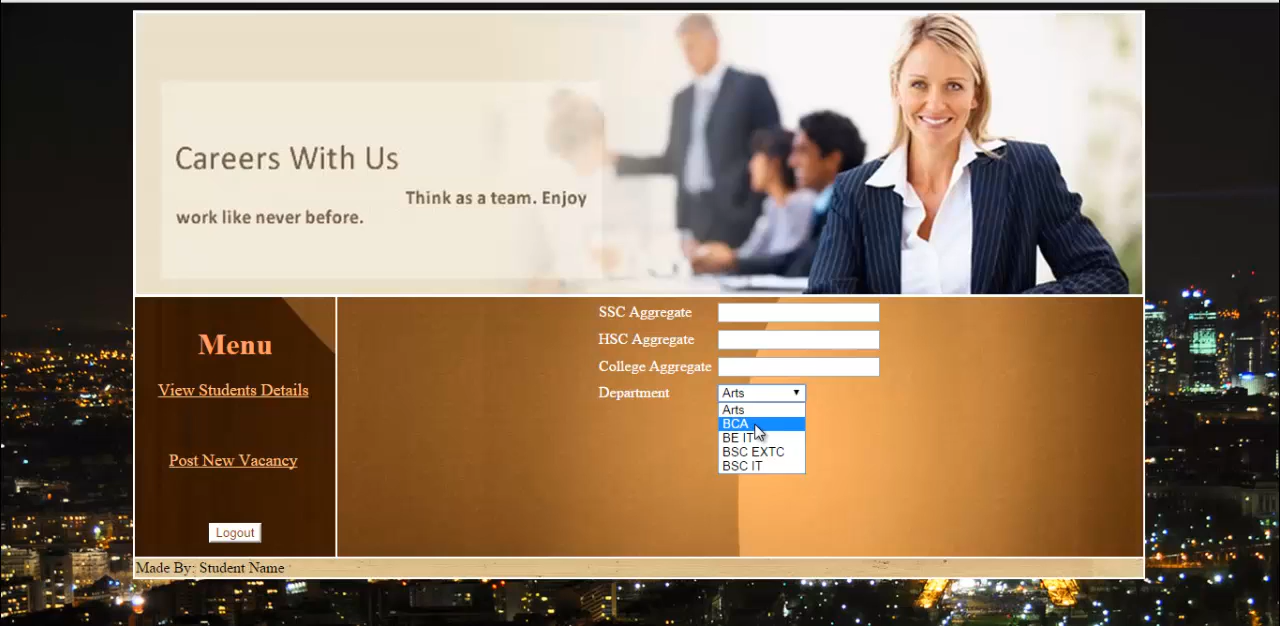 Careers With Us
Think as a team. Enjoy
work like never before.
Menu
View Students Details
Post New Vacancy
Logout
SSC Aggregate
HSC Aggregate
College Aggregate
Department
Arts
Arts
BCA
BE IT
BSC EXTC
BSC IT
Made By: Student Name